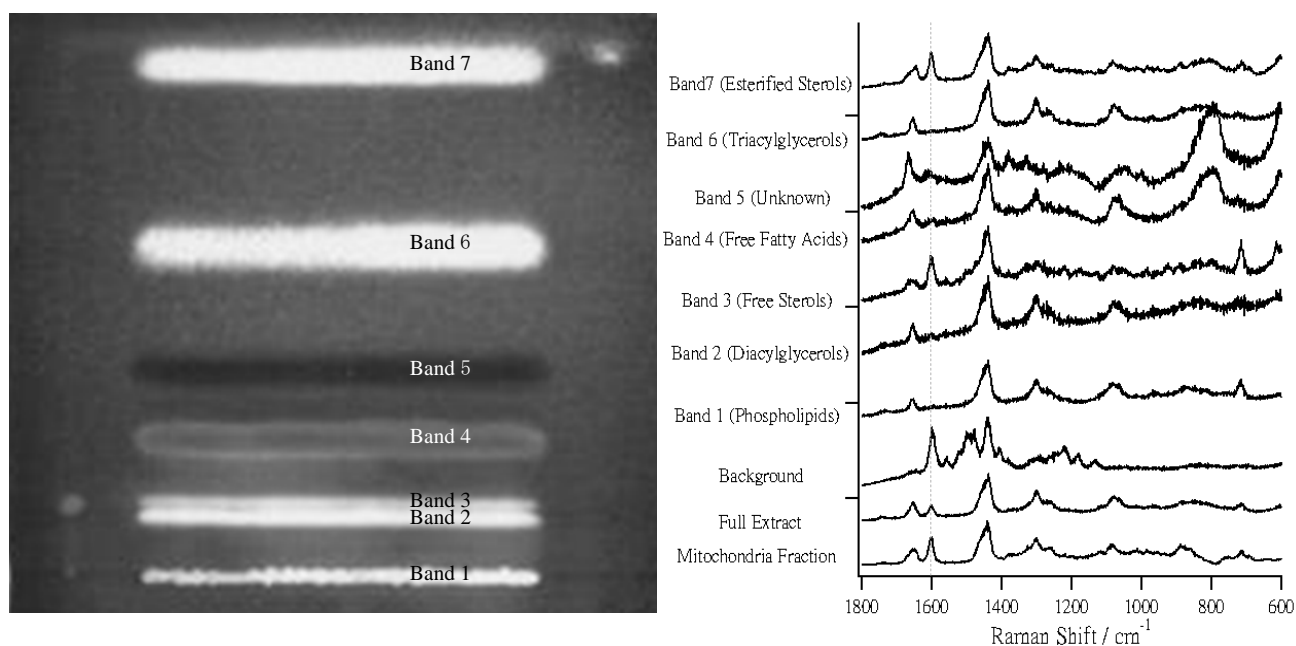 Band 7
Band 6
Band 5
Band 4
Band 3
Band 2
Band 1
Band7 (Esterified Sterols)
Band 6 (Triacylglycerols)
Band 5 (Unknown)
Band 4 (Free Fatty Acids)
Band 3 (Free Sterols)
Band 2 (Diacylglycerols)
Band 1 (Phospholipids)
Background
Full Extract
Mitochondria Fraction
1800 1600 1400 1200 1000 800 600
Raman Shift / cm⁻¹